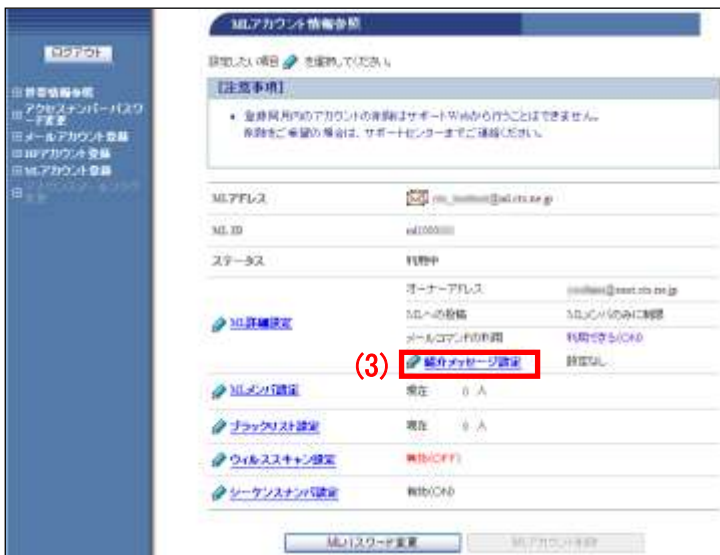 MLアカウント情報参照
ログアウト
設定したい項目 を選択してください。
【注意事項】
契約情報参照
アクセスナンバーパスワード変更
メールアカウント登録
HPアカウント登録
MLアカウント登録
• 登録同月内のアカウントの削除はサポートWebから行うことはできません。
削除をご希望の場合は、サポートセンターまでご連絡ください。
MLアドレス
ML ID
ステータス 利用中
オーナーアドレス
ML詳細設定
MLへの投稿 MLメンバのみに制限
メールコマンドの利用 利用できる(ON)
(3) 紹介メッセージ設定 設定なし
MLメンバ設定 現在 0 人
ブラックリスト設定 現在 0 人
ウィルススキャン設定 無効(OFF)
シーケンスナンバ設定 有効(ON)
MLパスワード変更 MLアカウント削除